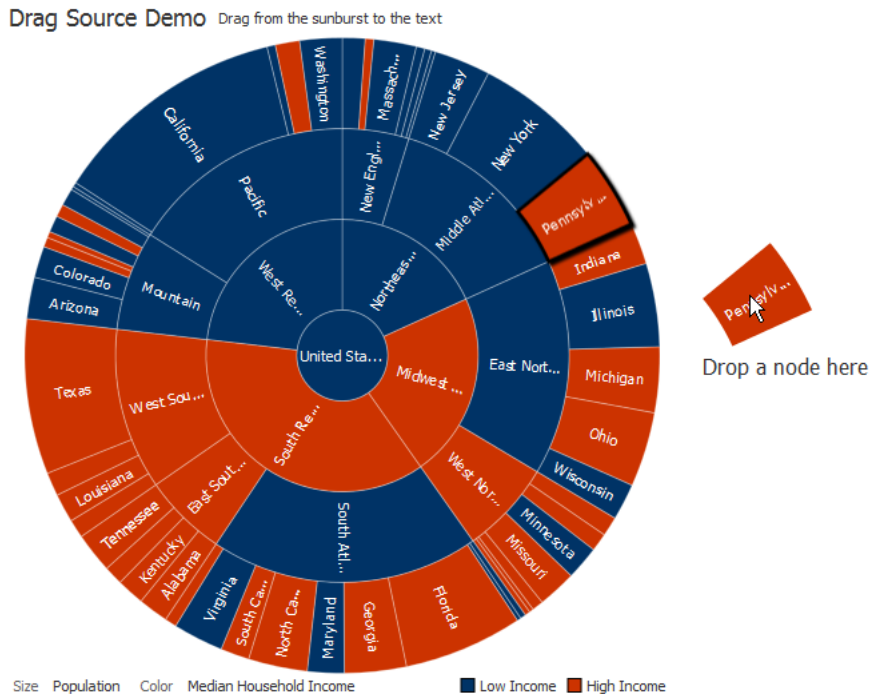 Drag Source Demo Drag from the sunburst to the text
Washington
Massach...
New Jersey
New York
California
Pacific
New Engl...
Middle Atl...
Pennsylv ...
Indiana
Illinois
Colorado
Arizona
Mountain
West Re...
Northeas...
United Sta...
Midwest ...
East Nort...
Michigan
Ohio
Wisconsin
Texas
West Sou...
South Re...
West Nor...
Minnesota
Missouri
Louisiana
Tennessee
Kentucky
Alabama
East Sout...
South Atl...
Virginia
South Ca...
North Ca...
Maryland
Georgia
Florida
Pennsylv...
Drop a node here
Size Population Color Median Household Income Low Income High Income